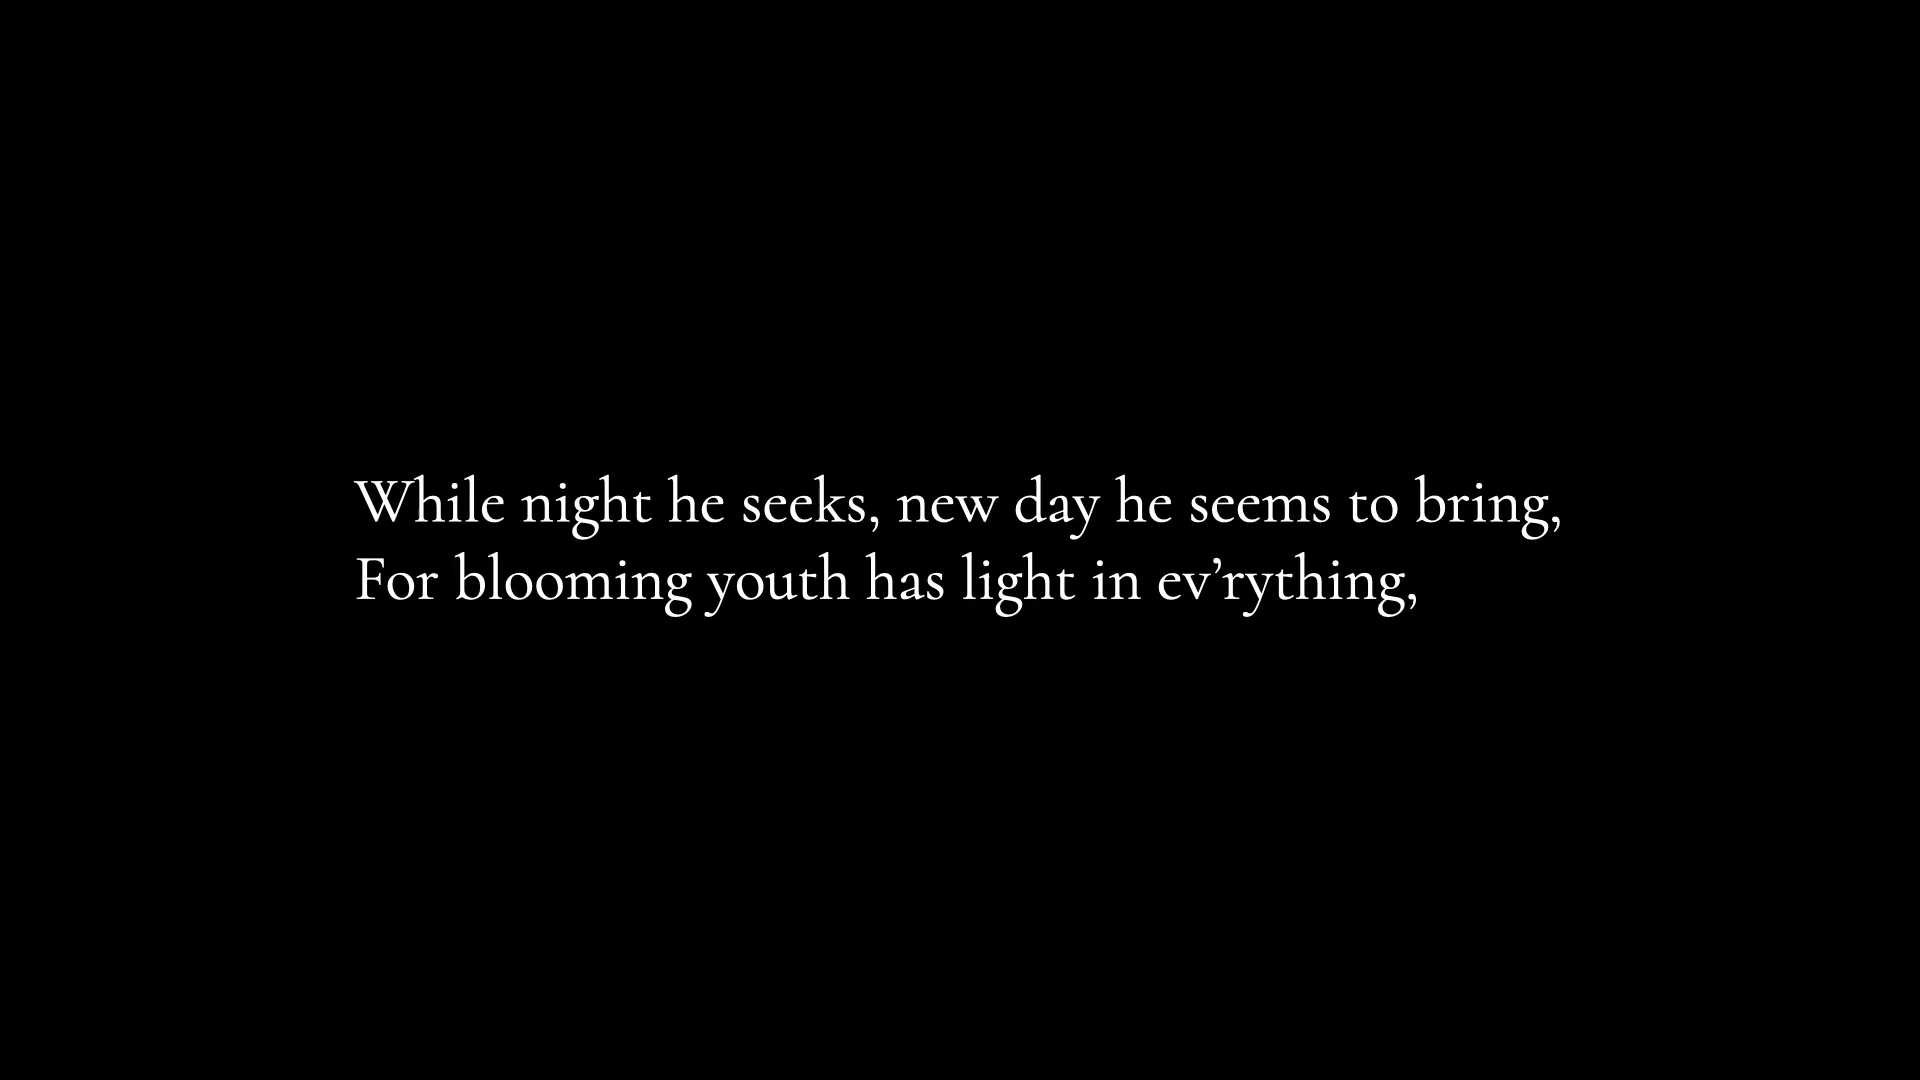 While night he seeks, new day he seems to bring,
For blooming youth has light in ev’rything,